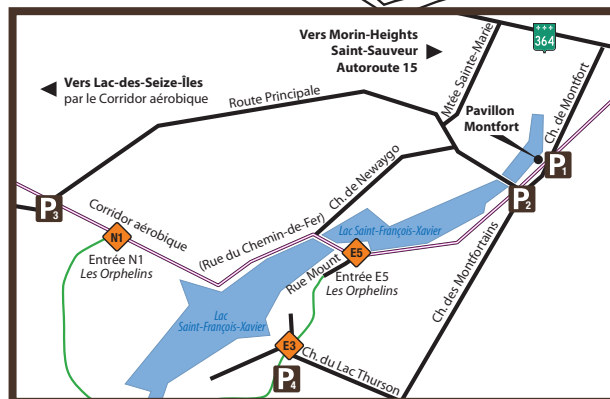 Vers Morin-Heights
Saint-Sauveur
Autoroute 15
364
Vers Lac-des-Seize-Îles
par le Corridor aérobique
Route Principale
Mtée Sainte-Marie
Ch. de Montfort
Pavillon
Montfort
P1
P2
P3
Ch. de Newaygo
Corridor aérobique
(Rue du Chemin-de-Fer)
Lac Saint-François-Xavier
N1
Entrée N1
Les Orphelins
E5
Entrée E5
Les Orphelins
Rue Mount
Ch. des Montfortains
Lac
Saint-François-Xavier
E3
Ch. du Lac Thurson
P4